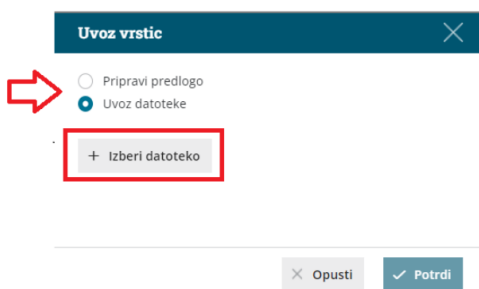 Uvoz vrstic
Pripravi predlogo
Uvoz datoteke
+ Izberi datoteko
Opusti
Potrdi